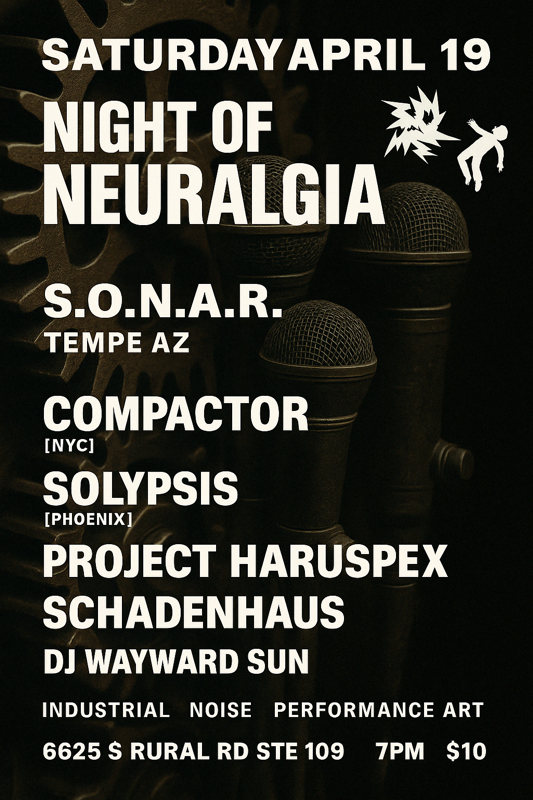 SATURDAY APRIL 19
NIGHT OF
NEURALGIA
S.O.N.A.R.
TEMPE AZ
COMPACTOR
[NYC]
SOLYPSIS
[PHOENIX]
PROJECT HARUSPEX
SCHADENHAUS
DJ WAYWARD SUN
INDUSTRIAL NOISE PERFORMANCE ART
6625 S RURAL RD STE 109 7PM $10